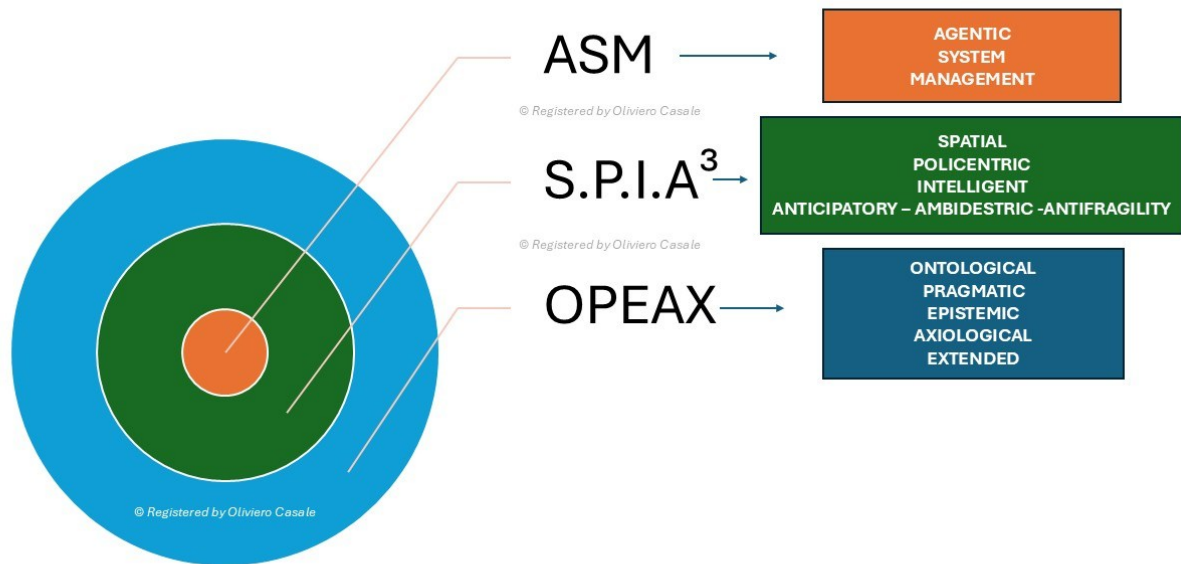 ASM
AGENTIC
SYSTEM
MANAGEMENT
© Registered by Oliviero Casale
S.P.I.A³
SPATIAL
POLICENTRIC
INTELLIGENT
ANTICIPATORY – AMBIDESTRIC -ANTIFRAGILITY
© Registered by Oliviero Casale
OPEAX
ONTOLOGICAL
PRAGMATIC
EPISTEMIC
AXIOLOGICAL
EXTENDED
© Registered by Oliviero Casale